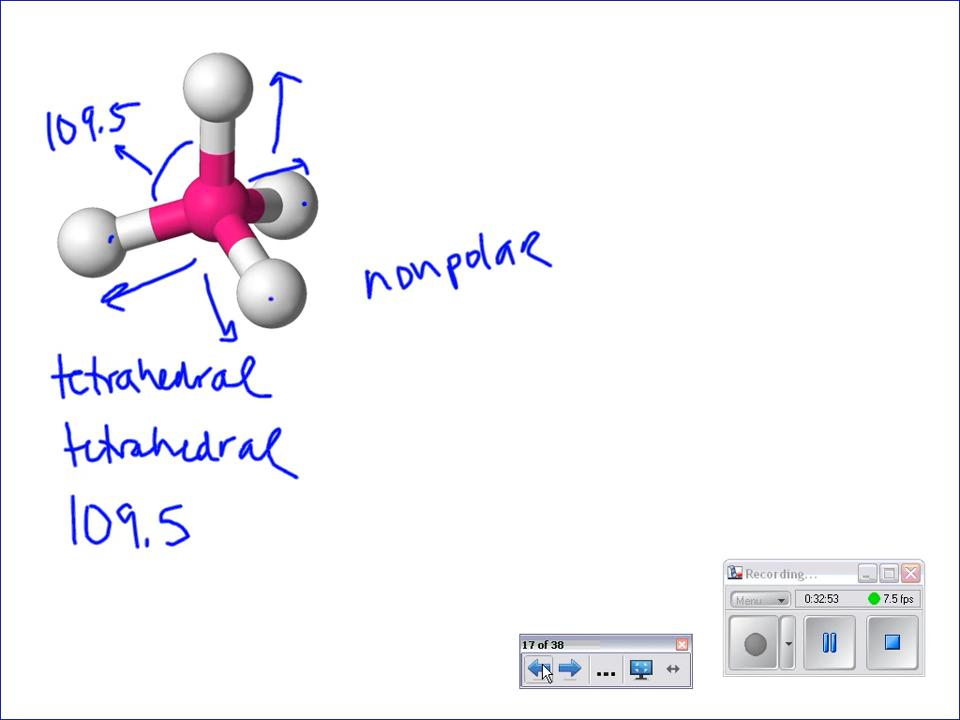 109.5
nonpolar
tetrahedral
tetrahedral
109.5
Recording...
Menu
0:32:53
7.5 fps
17 of 38
...